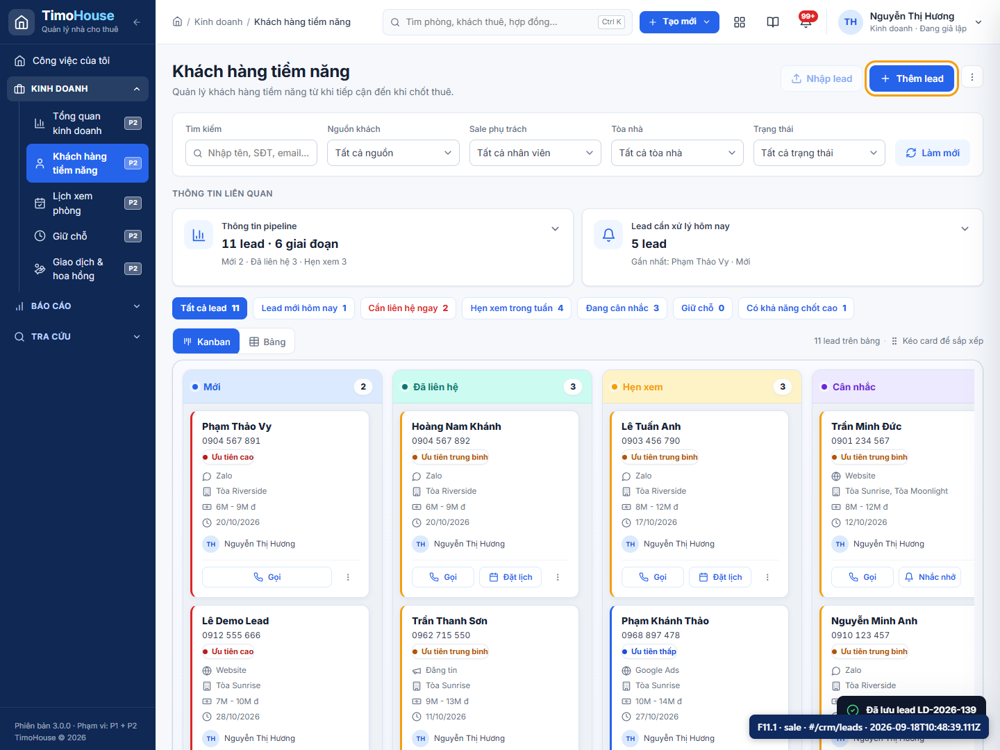 TimoHouse
Quản lý nhà cho thuê
Công việc của tôi
KINH DOANH
Tổng quan kinh doanh P2
Khách hàng tiềm năng P2
Lịch xem phòng P2
Giữ chỗ P2
Giao dịch & hoa hồng P2
BÁO CÁO
TRA CỨU
Phiên bản 3.0.0 · Phạm vi: P1 + P2
TimoHouse © 2026
/ Kinh doanh / Khách hàng tiềm năng
Tìm phòng, khách thuê, hợp đồng... Ctrl K
Tạo mới
99+
TH
Nguyễn Thị Hương
Kinh doanh · Đang giả lập
Khách hàng tiềm năng
Quản lý khách hàng tiềm năng từ khi tiếp cận đến khi chốt thuê.
Nhập lead
Thêm lead
Tìm kiếm Nguồn khách Sale phụ trách Tòa nhà Trạng thái
Nhập tên, SĐT, email... Tất cả nguồn Tất cả nhân viên Tất cả tòa nhà Tất cả trạng thái Làm mới
THÔNG TIN LIÊN QUAN
Thông tin pipeline
11 lead · 6 giai đoạn
Mới 2 · Đã liên hệ 3 · Hẹn xem 3
Lead cần xử lý hôm nay
5 lead
Gần nhất: Phạm Thảo Vy · Mới
Tất cả lead 11 Lead mới hôm nay 1 Cần liên hệ ngay 2 Hẹn xem trong tuần 4 Đang cân nhắc 3 Giữ chỗ 0 Có khả năng chốt cao 1
Kanban Bảng
11 lead trên bảng · Kéo card để sắp xếp
Mới 2
Phạm Thảo Vy
0904 567 891
Ưu tiên cao
Zalo
Tòa Riverside
6M - 9M đ
20/10/2026
TH Nguyễn Thị Hương
Gọi
Lê Demo Lead
0912 555 666
Ưu tiên cao
Website
Tòa Sunrise
7M - 10M đ
28/10/2026
TH Nguyễn Thị Hương
Đã liên hệ 3
Hoàng Nam Khánh
0904 567 892
Ưu tiên trung bình
Zalo
Tòa Riverside
6M - 9M đ
20/10/2026
TH Nguyễn Thị Hương
Gọi Đặt lịch
Trần Thanh Sơn
0962 715 550
Ưu tiên trung bình
Đăng tin
Tòa Sunrise
9M - 13M đ
11/10/2026
TH Nguyễn Thị Hương
Hẹn xem 3
Lê Tuấn Anh
0903 456 790
Ưu tiên trung bình
Zalo
Tòa Riverside
8M - 12M đ
17/10/2026
TH Nguyễn Thị Hương
Gọi Đặt lịch
Phạm Khánh Thảo
0968 897 478
Ưu tiên thấp
Google Ads
Tòa Sunrise
10M - 14M đ
27/10/2026
TH Nguyễn Thị Hương
Cân nhắc
Trần Minh Đức
0901 234 567
Ưu tiên trung bình
Website
Tòa Sunrise, Tòa Moonlight
8M - 12M đ
12/10/2026
TH Nguyễn Thị Hương
Gọi Nhắc nhở
Nguyễn Minh Anh
0910 123 457
Ưu tiên trung bình
Zalo
Tòa Riverside
Đã lưu lead LD-2026-139
F11.1 · sale · #/crm/leads · 2026-09-18T10:48:39.111Z